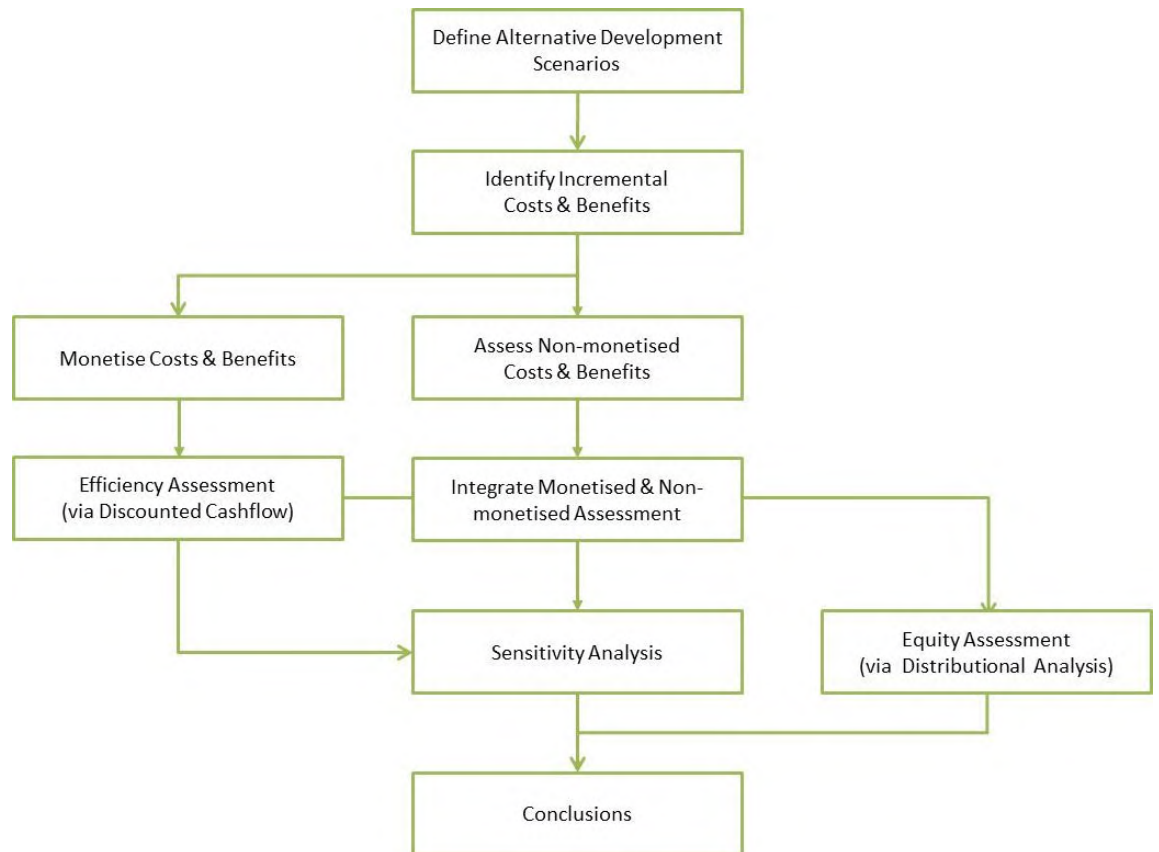 Define Alternative Development
Scenarios
Identify Incremental
Costs & Benefits
Monetise Costs & Benefits
Assess Non-monetised
Costs & Benefits
Efficiency Assessment
(via Discounted Cashflow)
Integrate Monetised & Non-
monetised Assessment
Sensitivity Analysis
Equity Assessment
(via Distributional Analysis)
Conclusions